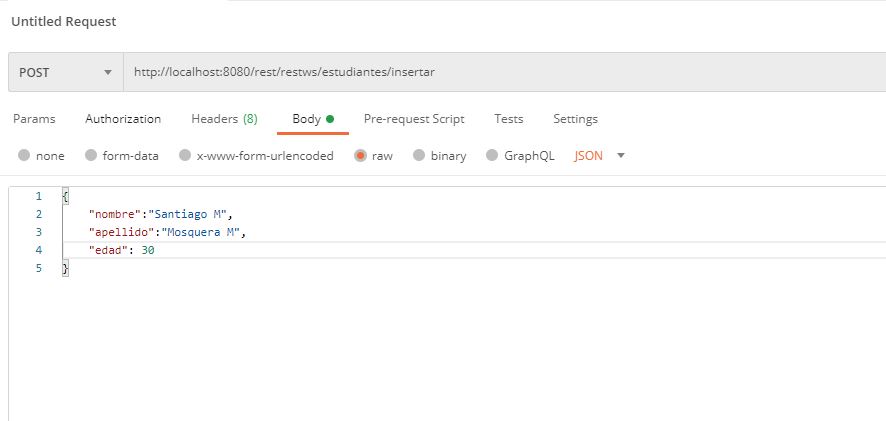 Untitled Request
POST http://localhost:8080/rest/restws/estudiantes/insertar
Params Authorization Headers (8) Body Pre-request Script Tests Settings
none form-data x-www-form-urlencoded raw binary GraphQL JSON
1 {
2 "nombre":"Santiago M",
3 "apellido":"Mosquera M",
4 "edad": 30
5 }